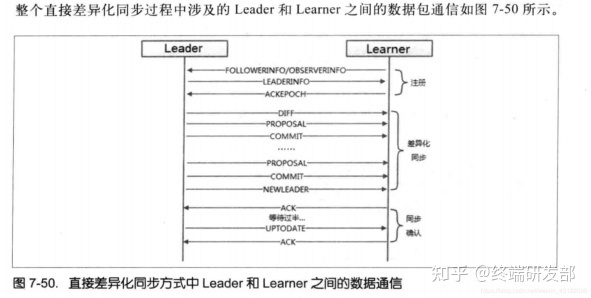 整个直接差异化同步过程中涉及的 Leader 和 Learner 之间的数据包通信如图 7-50 所示。
Leader
Learner
FOLLOWERINFO/OBSERVERINFO
LEADERINFO
ACKEPOCH
注册
DIFF
PROPOSAL
COMMIT
......
PROPOSAL
COMMIT
NEWLEADER
差异化
同步
ACK
等待过半...
UPTODATE
ACK
同步
确认
图 7-50. 直接差异化同步方式中 Leader 和 Learner 之间的数据通信
知乎 @终端研发部